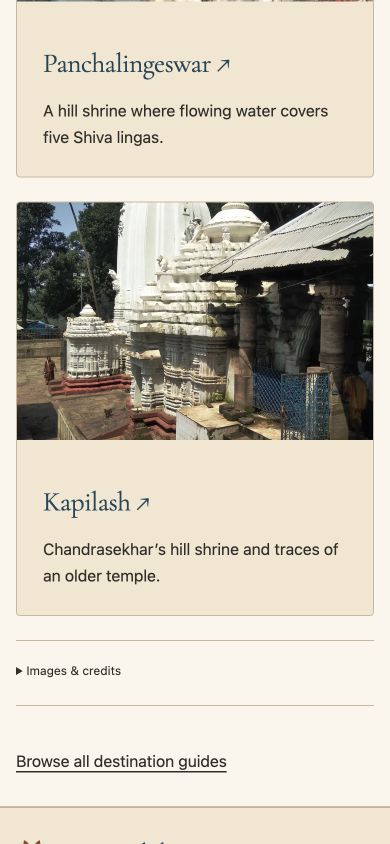 Panchalingeswar ↗
A hill shrine where flowing water covers
five Shiva lingas.
Kapilash ↗
Chandrasekhar’s hill shrine and traces of
an older temple.
▶ Images & credits
Browse all destination guides